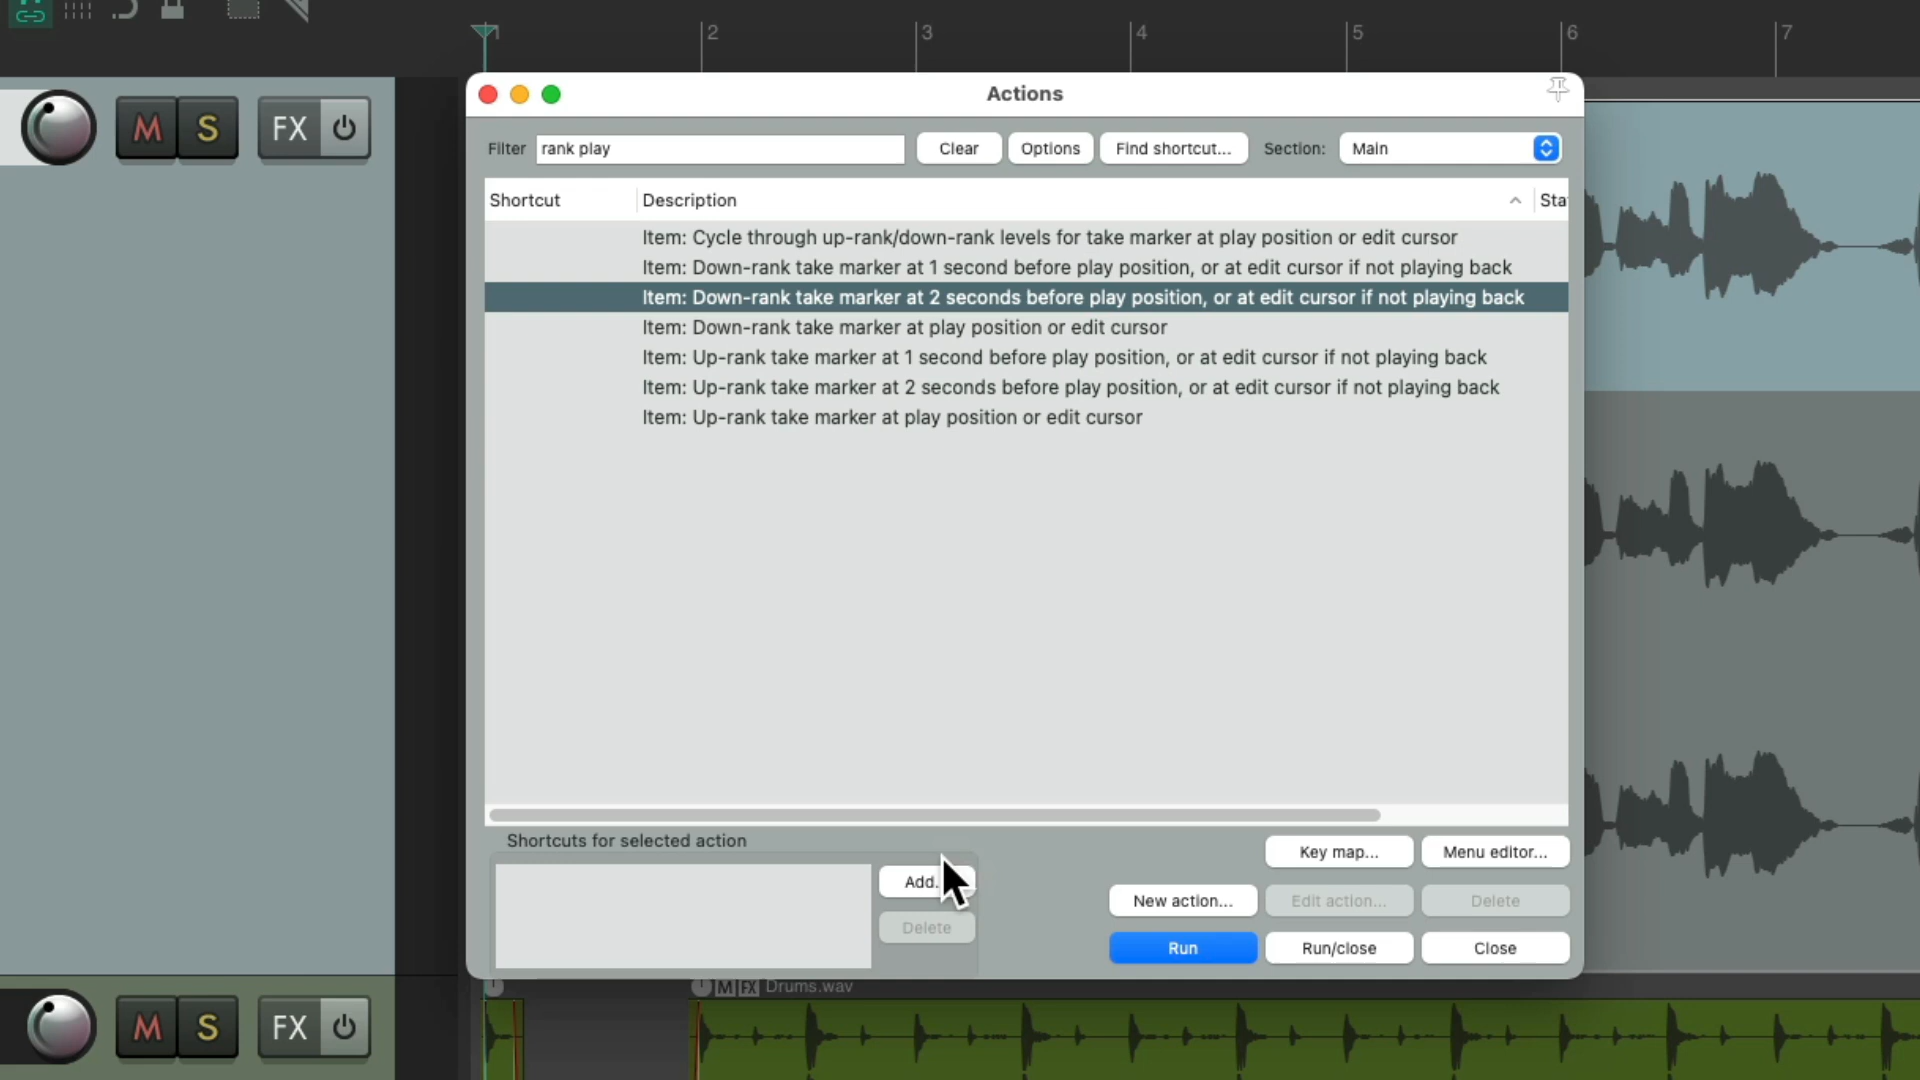 1 2 3 4 5 6 7
Actions
M S FX
Filter rank play Clear Options Find shortcut... Section: Main
Shortcut Description Sta
Item: Cycle through up-rank/down-rank levels for take marker at play position or edit cursor
Item: Down-rank take marker at 1 second before play position, or at edit cursor if not playing back
Item: Down-rank take marker at 2 seconds before play position, or at edit cursor if not playing back
Item: Down-rank take marker at play position or edit cursor
Item: Up-rank take marker at 1 second before play position, or at edit cursor if not playing back
Item: Up-rank take marker at 2 seconds before play position, or at edit cursor if not playing back
Item: Up-rank take marker at play position or edit cursor
Shortcuts for selected action
Key map... Menu editor...
Add.
New action... Edit action... Delete
Delete
Run Run/close Close
M FX Drums.wav
M S FX